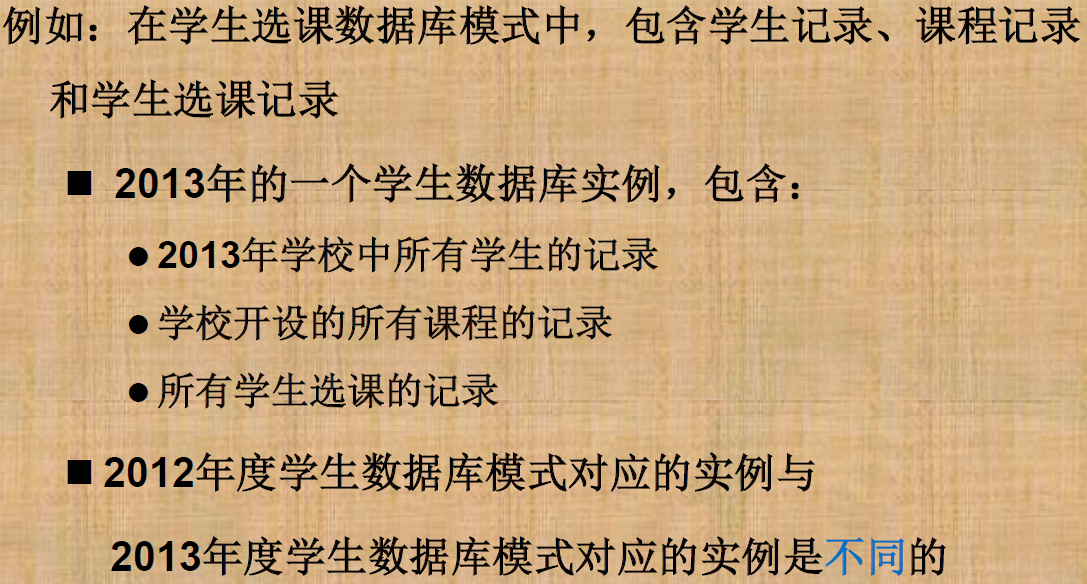 例如：在学生选课数据库模式中，包含学生记录、课程记录
和学生选课记录
■ 2013年的一个学生数据库实例，包含：
● 2013年学校中所有学生的记录
● 学校开设的所有课程的记录
● 所有学生选课的记录
■ 2012年度学生数据库模式对应的实例与
2013年度学生数据库模式对应的实例是不同的